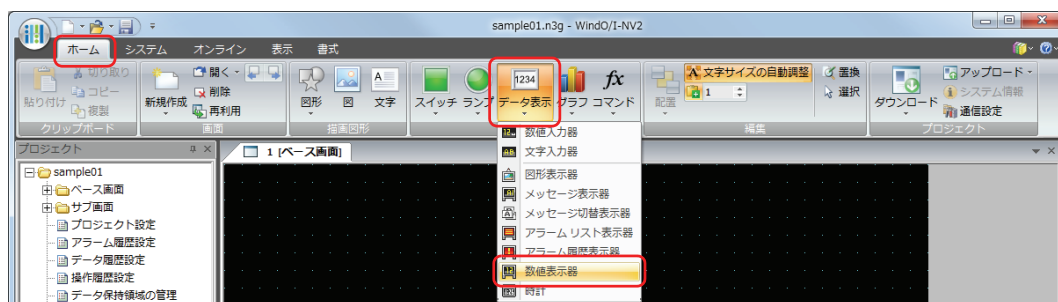 sample01.n3g - WindO/I-NV2
ホーム システム オンライン 表示 書式
切り取り 開く 文字サイズの自動調整 置換 アップロード
コピー 削除 1 選択 システム情報
貼り付け 複製 新規作成 再利用 図形 図 文字 スイッチ ランプ データ表示 グラフ コマンド 配置 ダウンロード 通信設定
クリップボード 画面 描画図形 編集 プロジェクト
1234
fx
A
プロジェクト
1 [ベース画面]
sample01
ベース画面
サブ画面
プロジェクト設定
アラーム履歴設定
データ履歴設定
操作履歴設定
データ保持領域の管理
数値入力器
文字入力器
図形表示器
メッセージ表示器
メッセージ切替表示器
アラーム リスト表示器
アラーム履歴表示器
数値表示器
時計